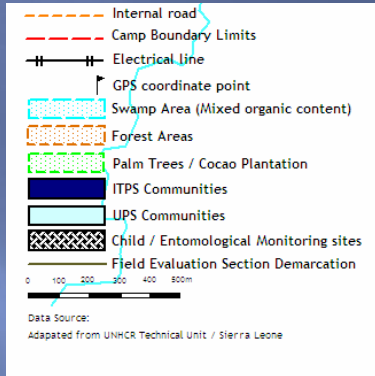 Internal road
Camp Boundary Limits
Electrical line
GPS coordinate point
Swamp Area (Mixed organic content)
Forest Areas
Palm Trees / Cocao Plantation
ITPS Communities
UPS Communities
Child / Entomological Monitoring sites
Field Evaluation Section Demarcation
0 100 200 300 400 500m
Data Source:
Adapated from UNHCR Technical Unit / Sierra Leone